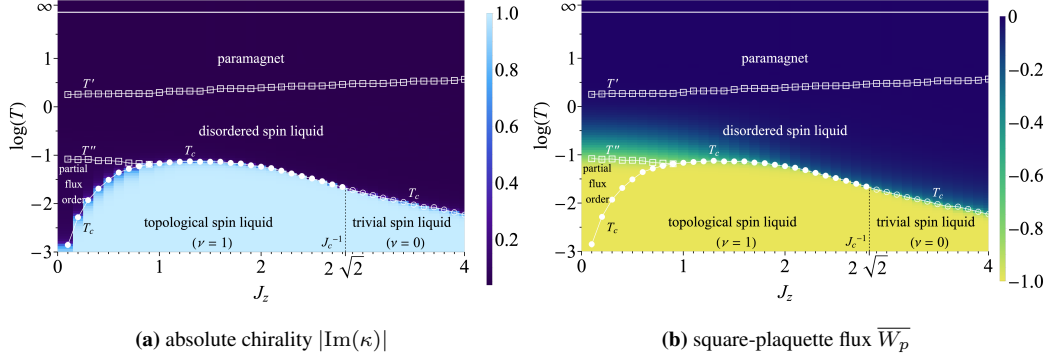 ∞
1
0
−1
−2
−3
log(T)
paramagnet
T′
disordered spin liquid
T″
T_c
partial
flux
order
T_c
T_c
topological spin liquid
(ν = 1)
J_c⁻¹
trivial spin liquid
(ν = 0)
0 1 2 2√2 4
J_z
1.0
0.8
0.6
0.4
0.2
(a) absolute chirality |Im(κ)|
∞
1
0
−1
−2
−3
log(T)
paramagnet
T′
disordered spin liquid
T″
T_c
partial
flux
order
T_c
T_c
topological spin liquid
(ν = 1)
J_c⁻¹
trivial spin liquid
(ν = 0)
0 1 2 2√2 4
J_z
0
−0.2
−0.4
−0.6
−0.8
−1.0
(b) square-plaquette flux W̅_p̅